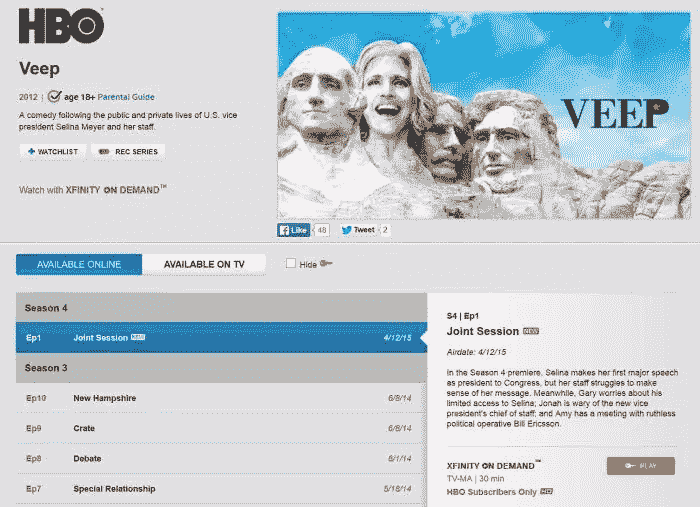 HBO
Veep
2012 | age 18+ Parental Guide
A comedy following the public and private lives of U.S. vice
president Selina Meyer and her staff.
+ WATCHLIST REC SERIES
Watch with XFINITY ON DEMAND™
VEEP
Like 48 Tweet 2
AVAILABLE ONLINE AVAILABLE ON TV Hide
Season 4
Ep1 Joint Session NEW 4/12/15
Season 3
Ep10 New Hampshire 6/8/14
Ep9 Crate 6/8/14
Ep8 Debate 6/1/14
Ep7 Special Relationship 5/18/14
S4 | Ep1
Joint Session NEW
Airdate: 4/12/15
In the Season 4 premiere, Selina makes her first major speech
as president to Congress, but her staff struggles to make
sense of her message. Meanwhile, Gary worries about his
limited access to Selina; Jonah is wary of the new vice
president's chief of staff; and Amy has a meeting with ruthless
political operative Bill Ericsson.
XFINITY ON DEMAND™
PLAY
TV-MA | 30 min
HBO Subscribers Only HD